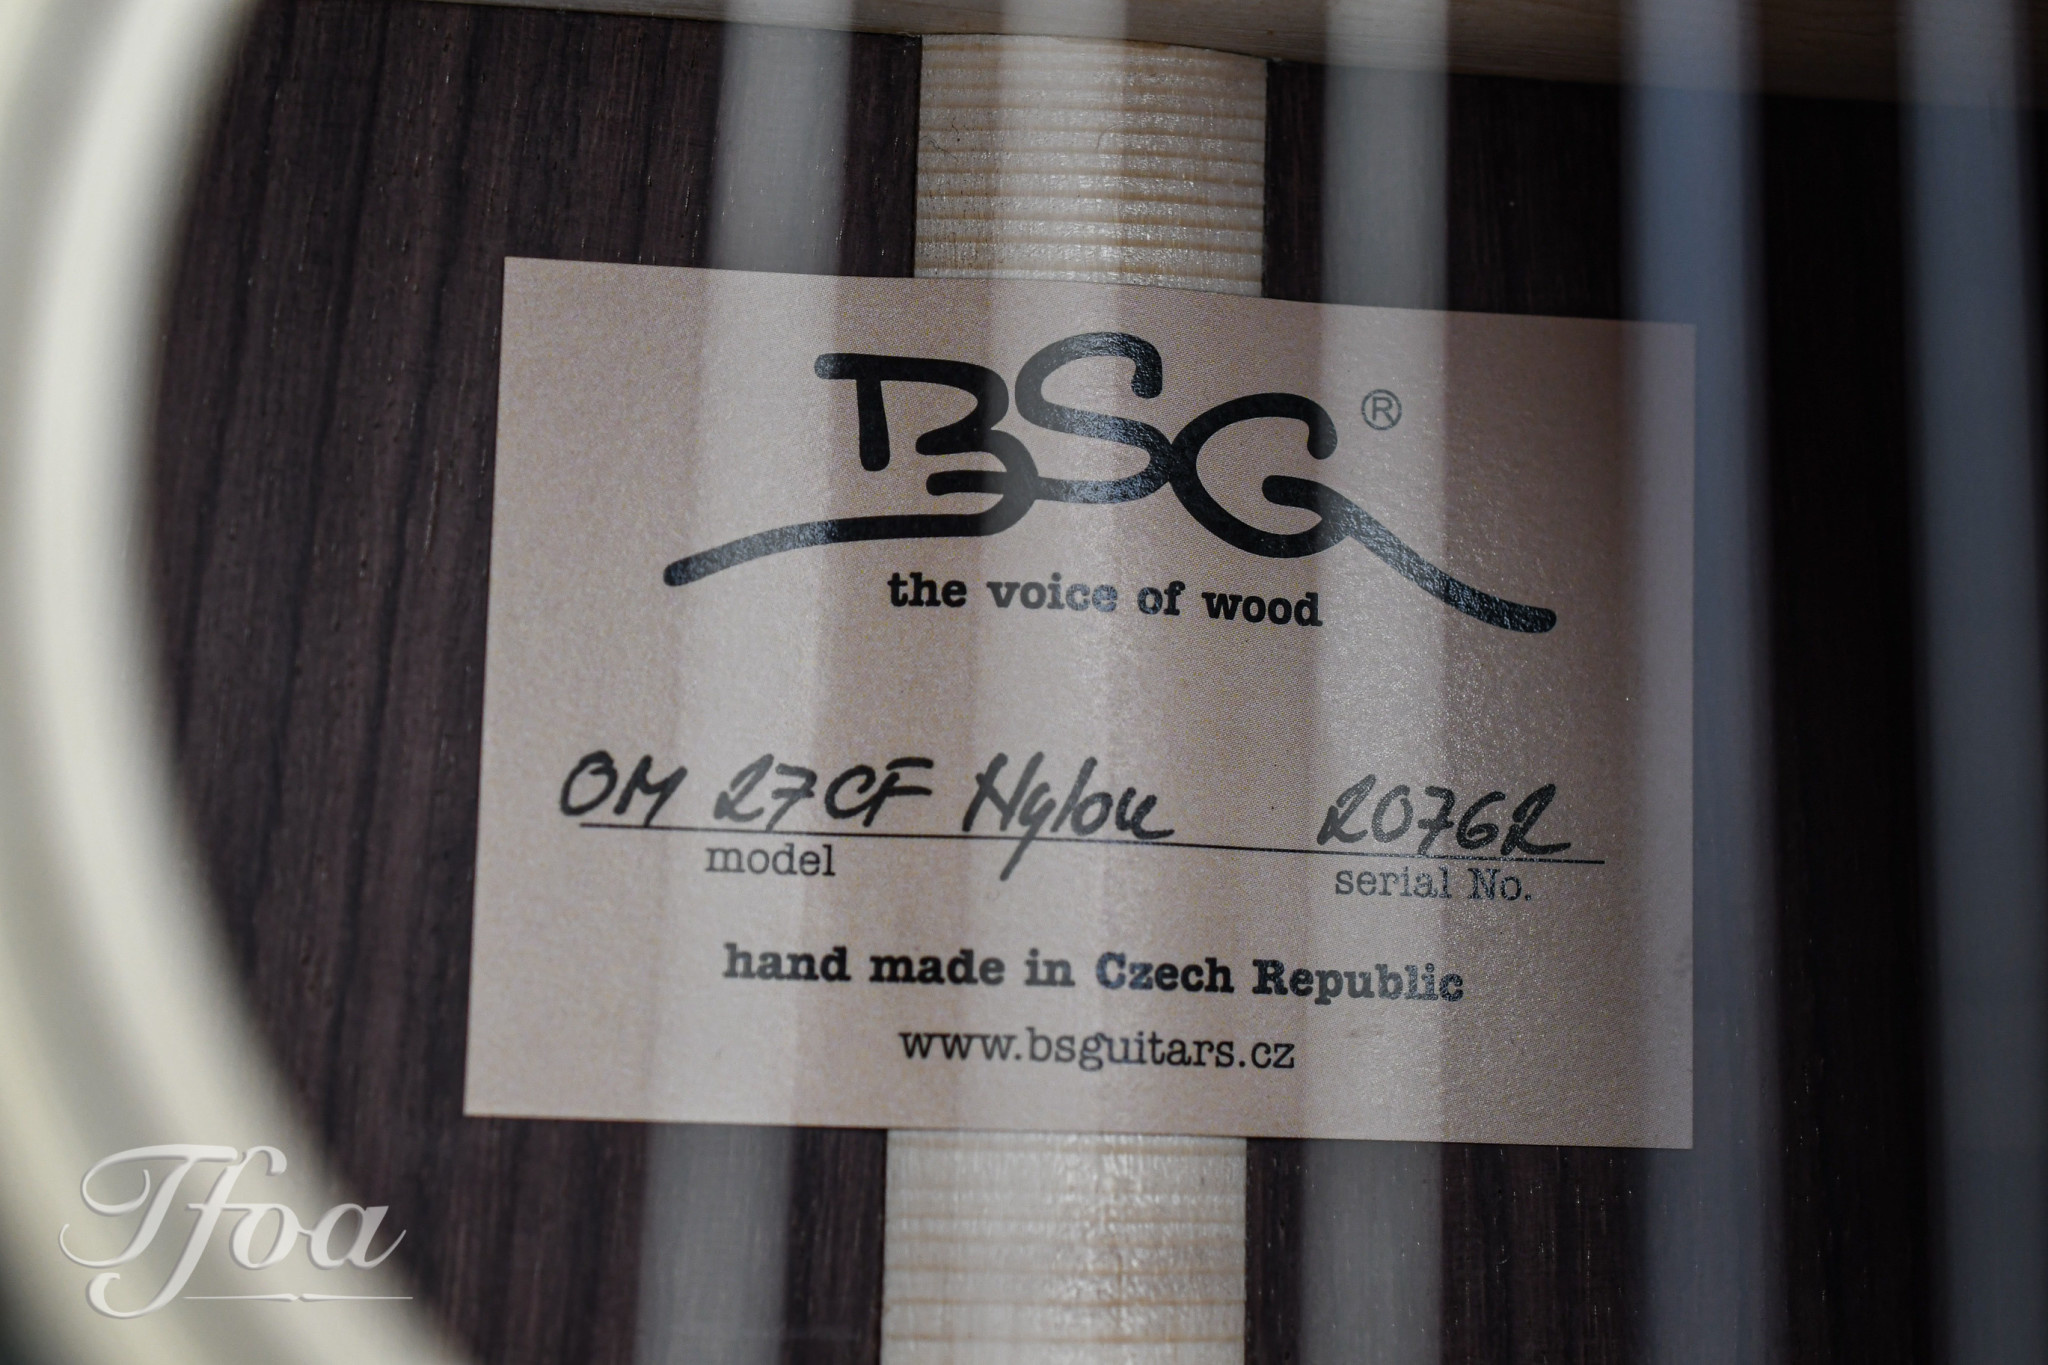 BSG®
the voice of wood
OM 27CF Nylon 20762
model serial No.
hand made in Czech Republic
www.bsguitars.cz
Tfoa